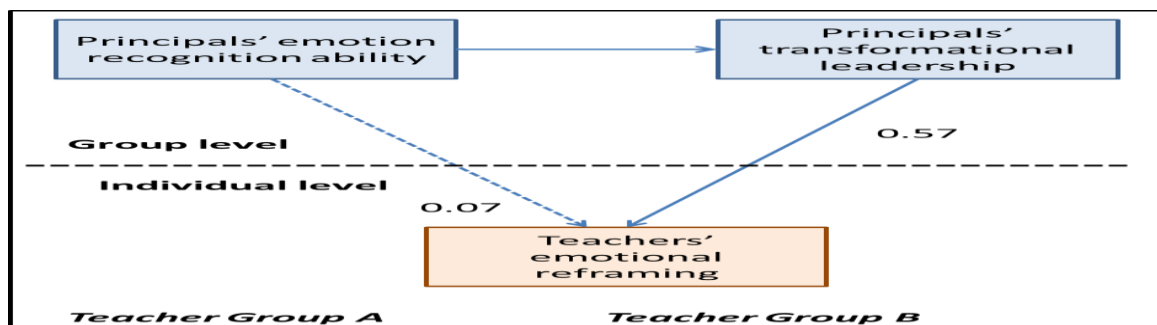 Principals' emotion
recognition ability
Principals'
transformational
leadership
0.57
Group level
Individual level
0.07
Teachers'
emotional
reframing
Teacher Group A
Teacher Group B